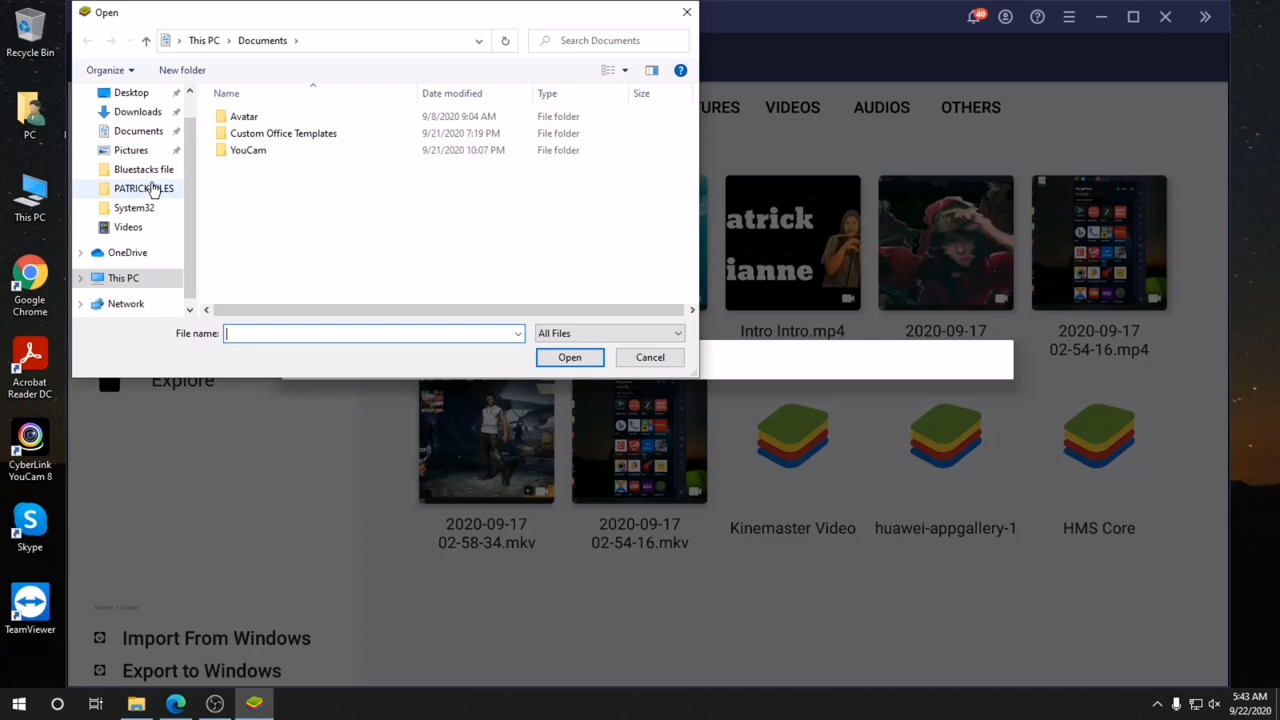 Open
40
This PC > Documents >
Search Documents
Organize
New folder
Name
Date modified
Type
Size
Desktop
Downloads
Documents
Pictures
Bluestacks file
System32
Videos
OneDrive
This PC
Network
Avatar 9/8/2020 9:04 AM File folder
Custom Office Templates 9/21/2020 7:19 PM File folder
YouCam 9/21/2020 10:07 PM File folder
File name:
All Files
Open
Cancel
URES
VIDEOS
AUDIOS
OTHERS
atrick
ianne
Intro Intro.mp4
2020-09-17
2020-09-17
02-54-16.mp4
Explore
2020-09-17
02-58-34.mkv
2020-09-17
02-54-16.mkv
Kinemaster Video
huawei-appgallery-1
HMS Core
Import From Windows
Export to Windows
Recycle Bin
PC
This PC
Google
Chrome
Acrobat
Reader DC
CyberLink
YouCam 8
Skype
TeamViewer
5:43 AM
9/22/2020